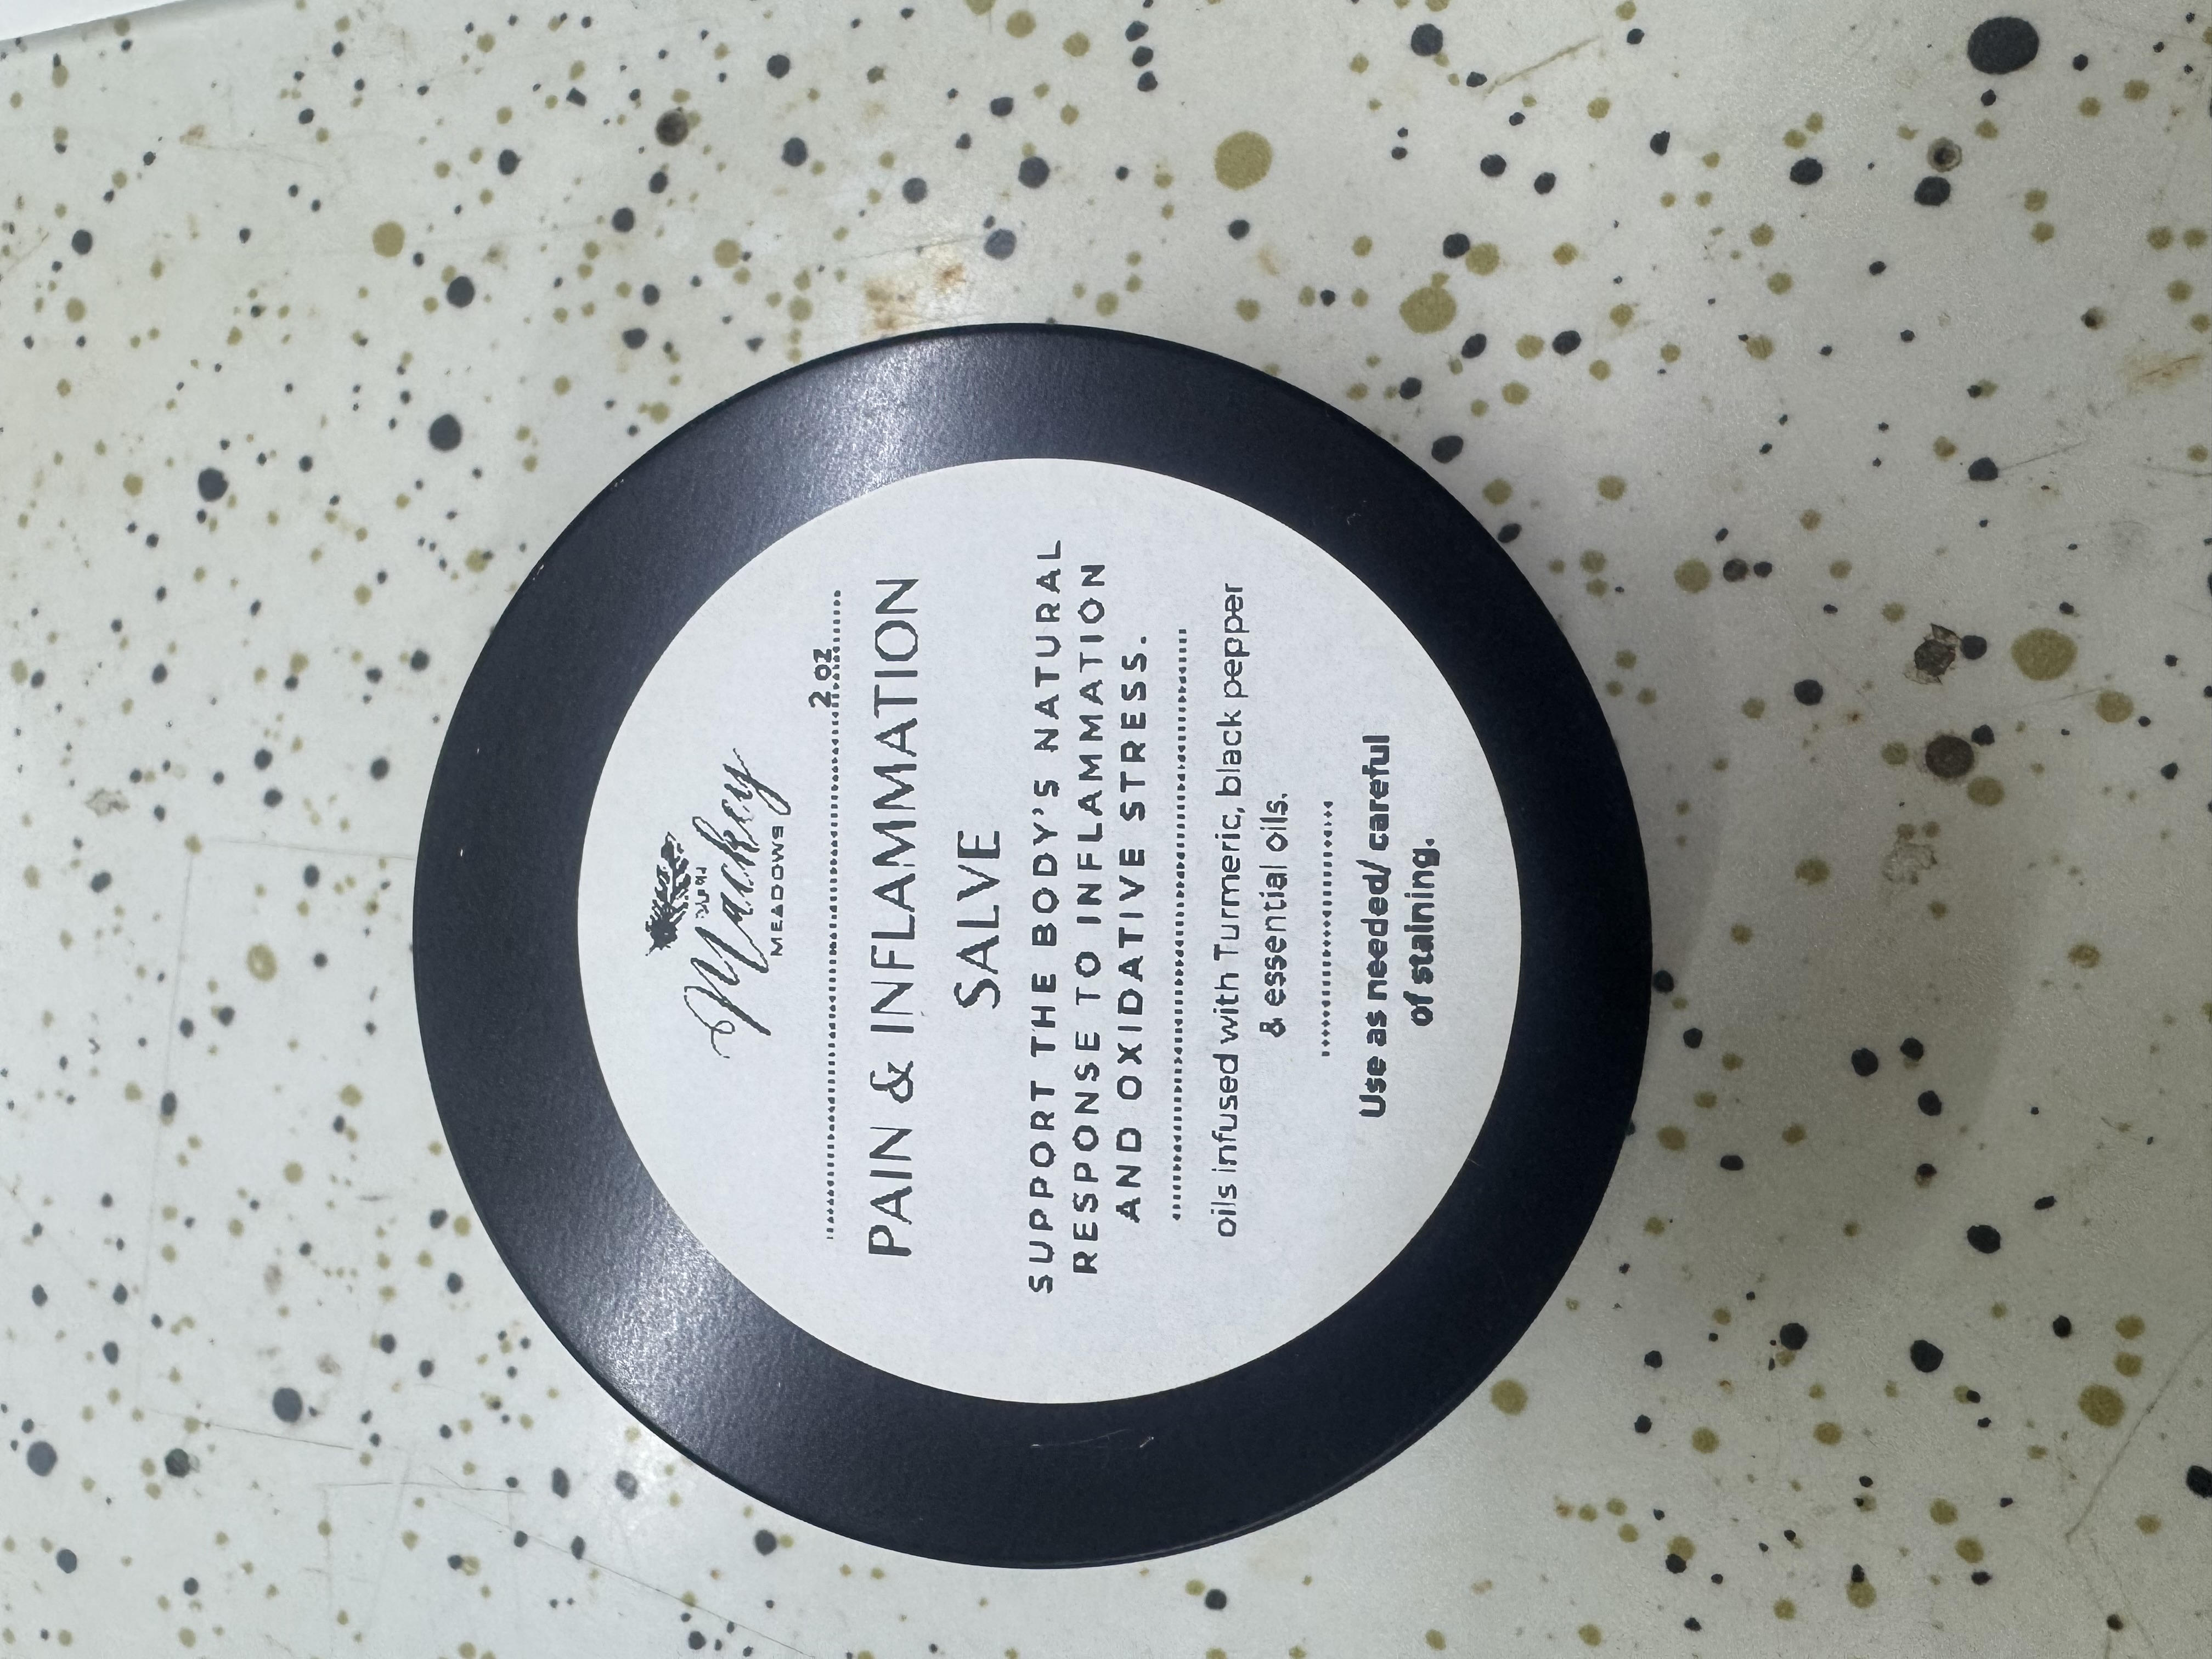 Mackey
MEADOWS
2 oz
PAIN & INFLAMMATION
SALVE
SUPPORT THE BODY'S NATURAL
RESPONSE TO INFLAMMATION
AND OXIDATIVE STRESS.
oils infused with Turmeric, black pepper
& essential oils.
Use as needed/ careful
of staining.